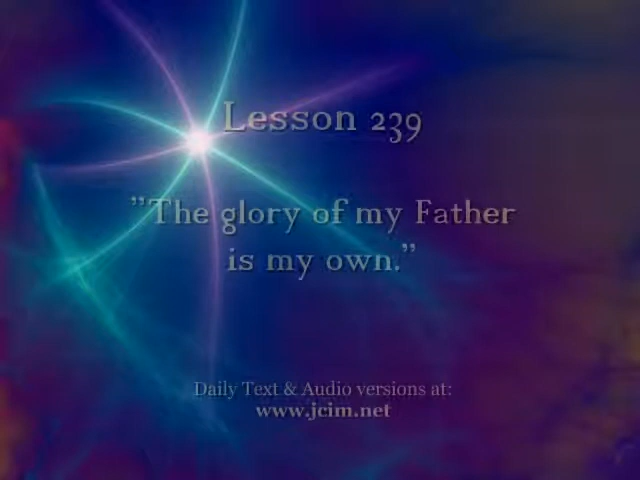 Lesson 239
"The glory of my Father
is my own."
Daily Text & Audio versions at:
www.jcim.net